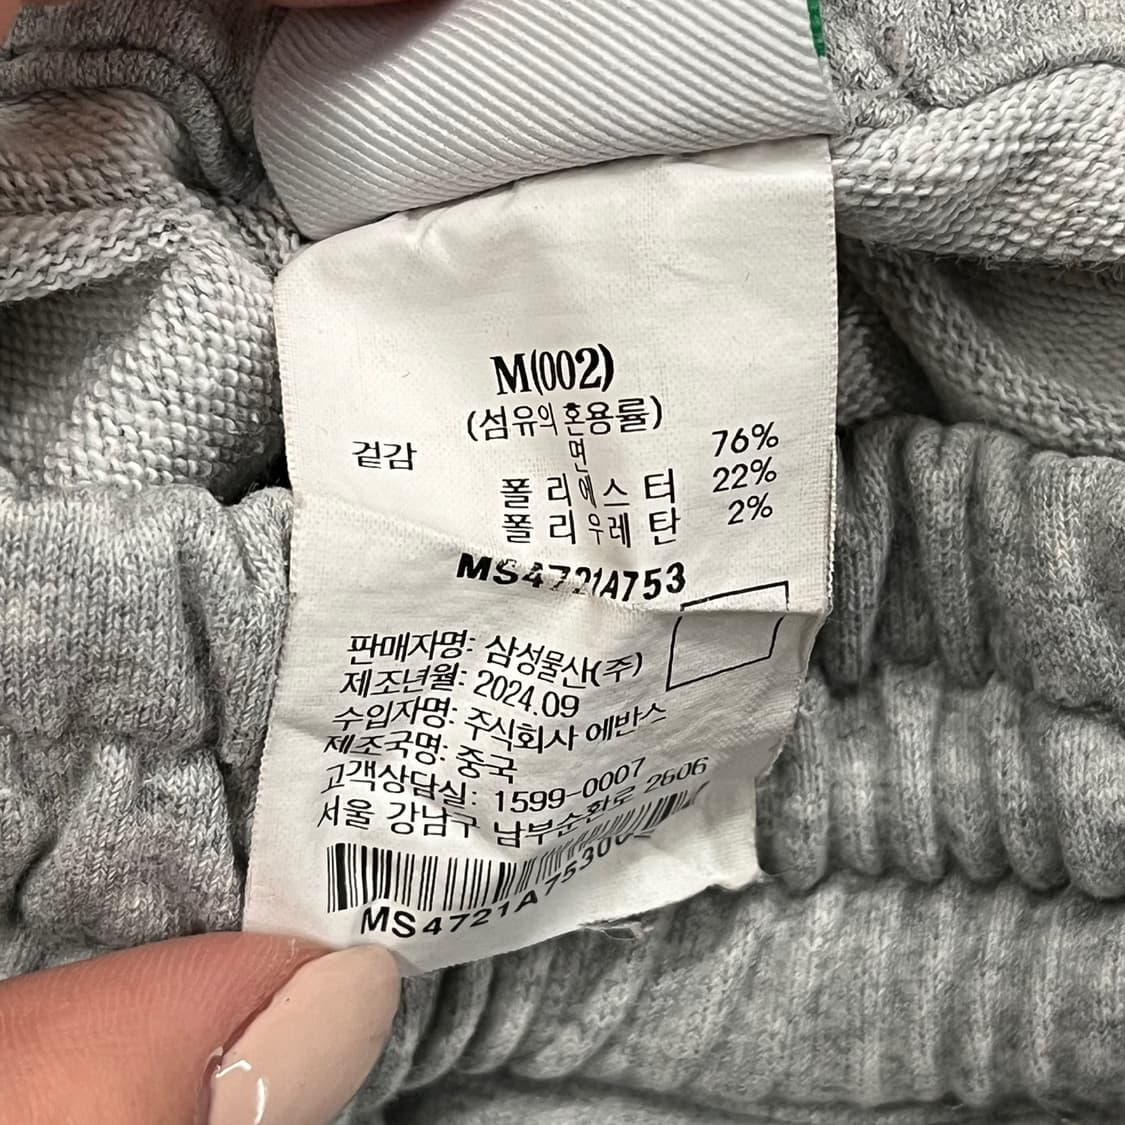 M(002)
(섬유의 혼용률)
겉감 면 76%
폴리에스터 22%
폴리우레탄 2%
MS4721A753
판매자명: 삼성물산(주)
제조년월: 2024.09
수입자명: 주식회사 에반스
제조국명: 중국
고객상담실: 1599-0007
서울 강남구 남부순환로 2606
MS4721A753002